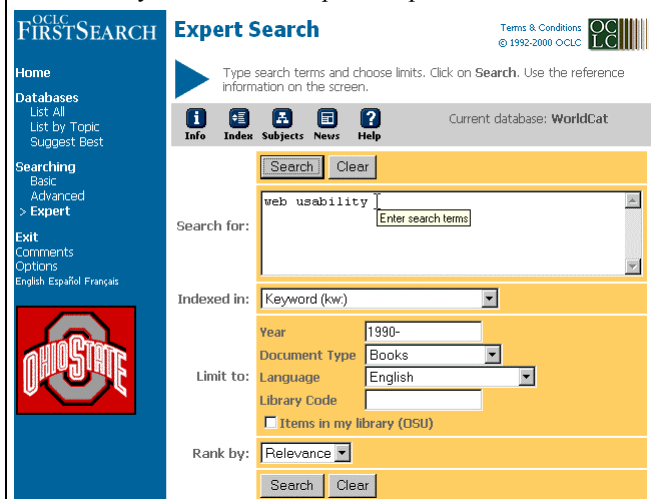 OCLC
FIRSTSEARCH
Home
Databases
List All
List by Topic
Suggest Best
Searching
Basic
Advanced
> Expert
Exit
Comments
Options
English Español Français
OHIO STATE
Expert Search
Terms & Conditions
© 1992-2000 OCLC
OC
LC
Type search terms and choose limits. Click on Search. Use the reference
information on the screen.
Info Index Subjects News Help
Current database: WorldCat
Search Clear
Search for:
web usability
Enter search terms
Indexed in: Keyword (kw:)
Limit to:
Year 1990-
Document Type Books
Language English
Library Code
Items in my library (OSU)
Rank by: Relevance
Search Clear